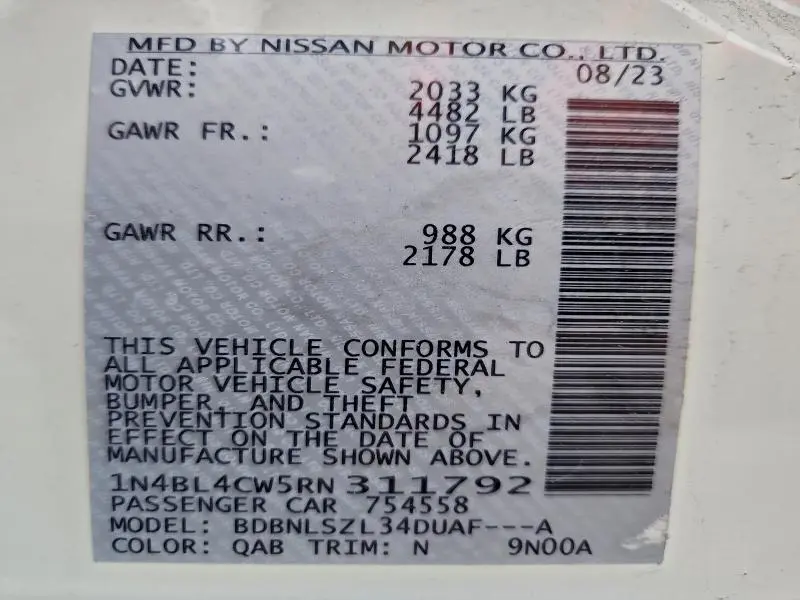 MFD BY NISSAN MOTOR CO., LTD.
DATE: 08/23
GVWR: 2033 KG
4482 LB
GAWR FR.: 1097 KG
2418 LB
GAWR RR.: 988 KG
2178 LB
THIS VEHICLE CONFORMS TO
ALL APPLICABLE FEDERAL
MOTOR VEHICLE SAFETY,
BUMPER, AND THEFT
PREVENTION STANDARDS IN
EFFECT ON THE DATE OF
MANUFACTURE SHOWN ABOVE.
1N4BL4CW5RN311792
PASSENGER CAR 754558
MODEL: BDBNLSZL34DUAF---A
COLOR: QAB TRIM: N 9N00A